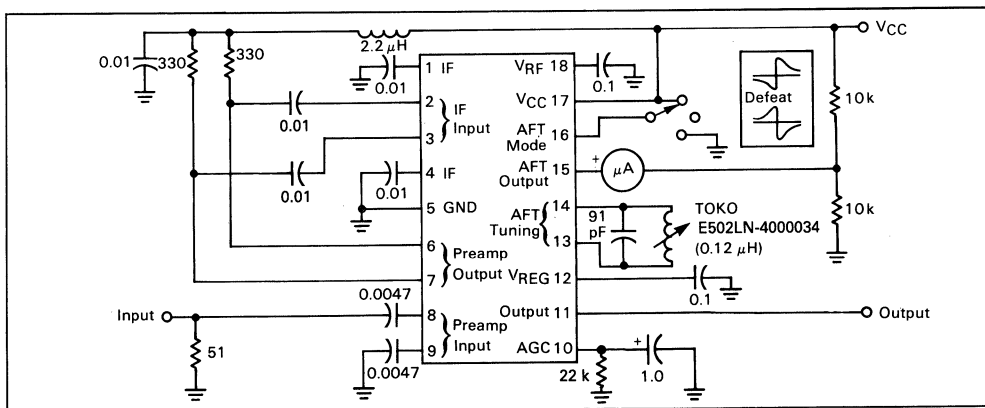 VCC
2.2 μH
0.01
330
330
1 IF
0.01
VRF 18
0.1
VCC 17
Defeat
10k
0.01
2
IF
Input
3
AFT
Mode
16
0.01
AFT
Output
15
+
μA
4 IF
0.01
5 GND
10k
AFT
Tuning
14
13
91
pF
TOKO
E502LN-4000034
(0.12 μH)
6
Preamp
Output
7
VREG 12
0.1
Input
0.0047
8
Preamp
Input
9
Output 11
Output
51
0.0047
AGC 10
22 k
+
1.0